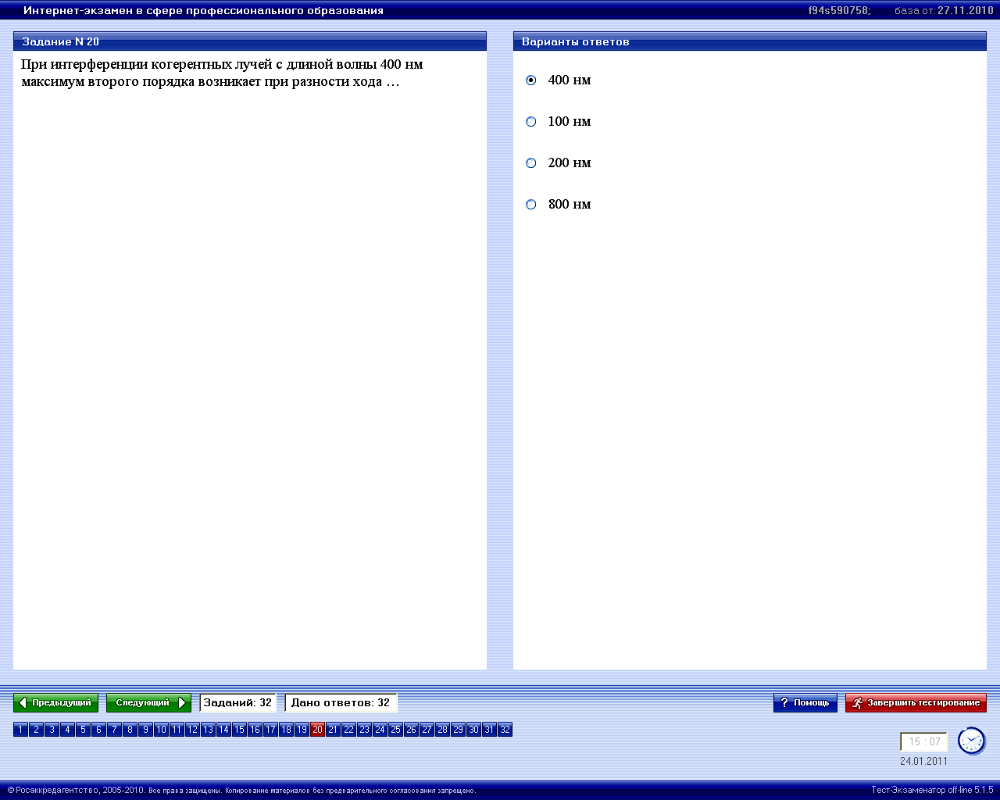 Интернет-экзамен в сфере профессионального образования
f94s590758; база от: 27.11.2010
Задание N 20
При интерференции когерентных лучей с длиной волны 400 нм
максимум второго порядка возникает при разности хода …
Варианты ответов
400 нм
100 нм
200 нм
800 нм
Предыдущий Следующий Заданий: 32 Дано ответов: 32 ? Помощь Завершить тестирование
1 2 3 4 5 6 7 8 9 10 11 12 13 14 15 16 17 18 19 20 21 22 23 24 25 26 27 28 29 30 31 32
15 : 07
24.01.2011
© Росаккредагентство, 2005-2010. Все права защищены. Копирование материалов без предварительного согласования запрещено.
Тест-Экзаменатор off-line 5.1.5